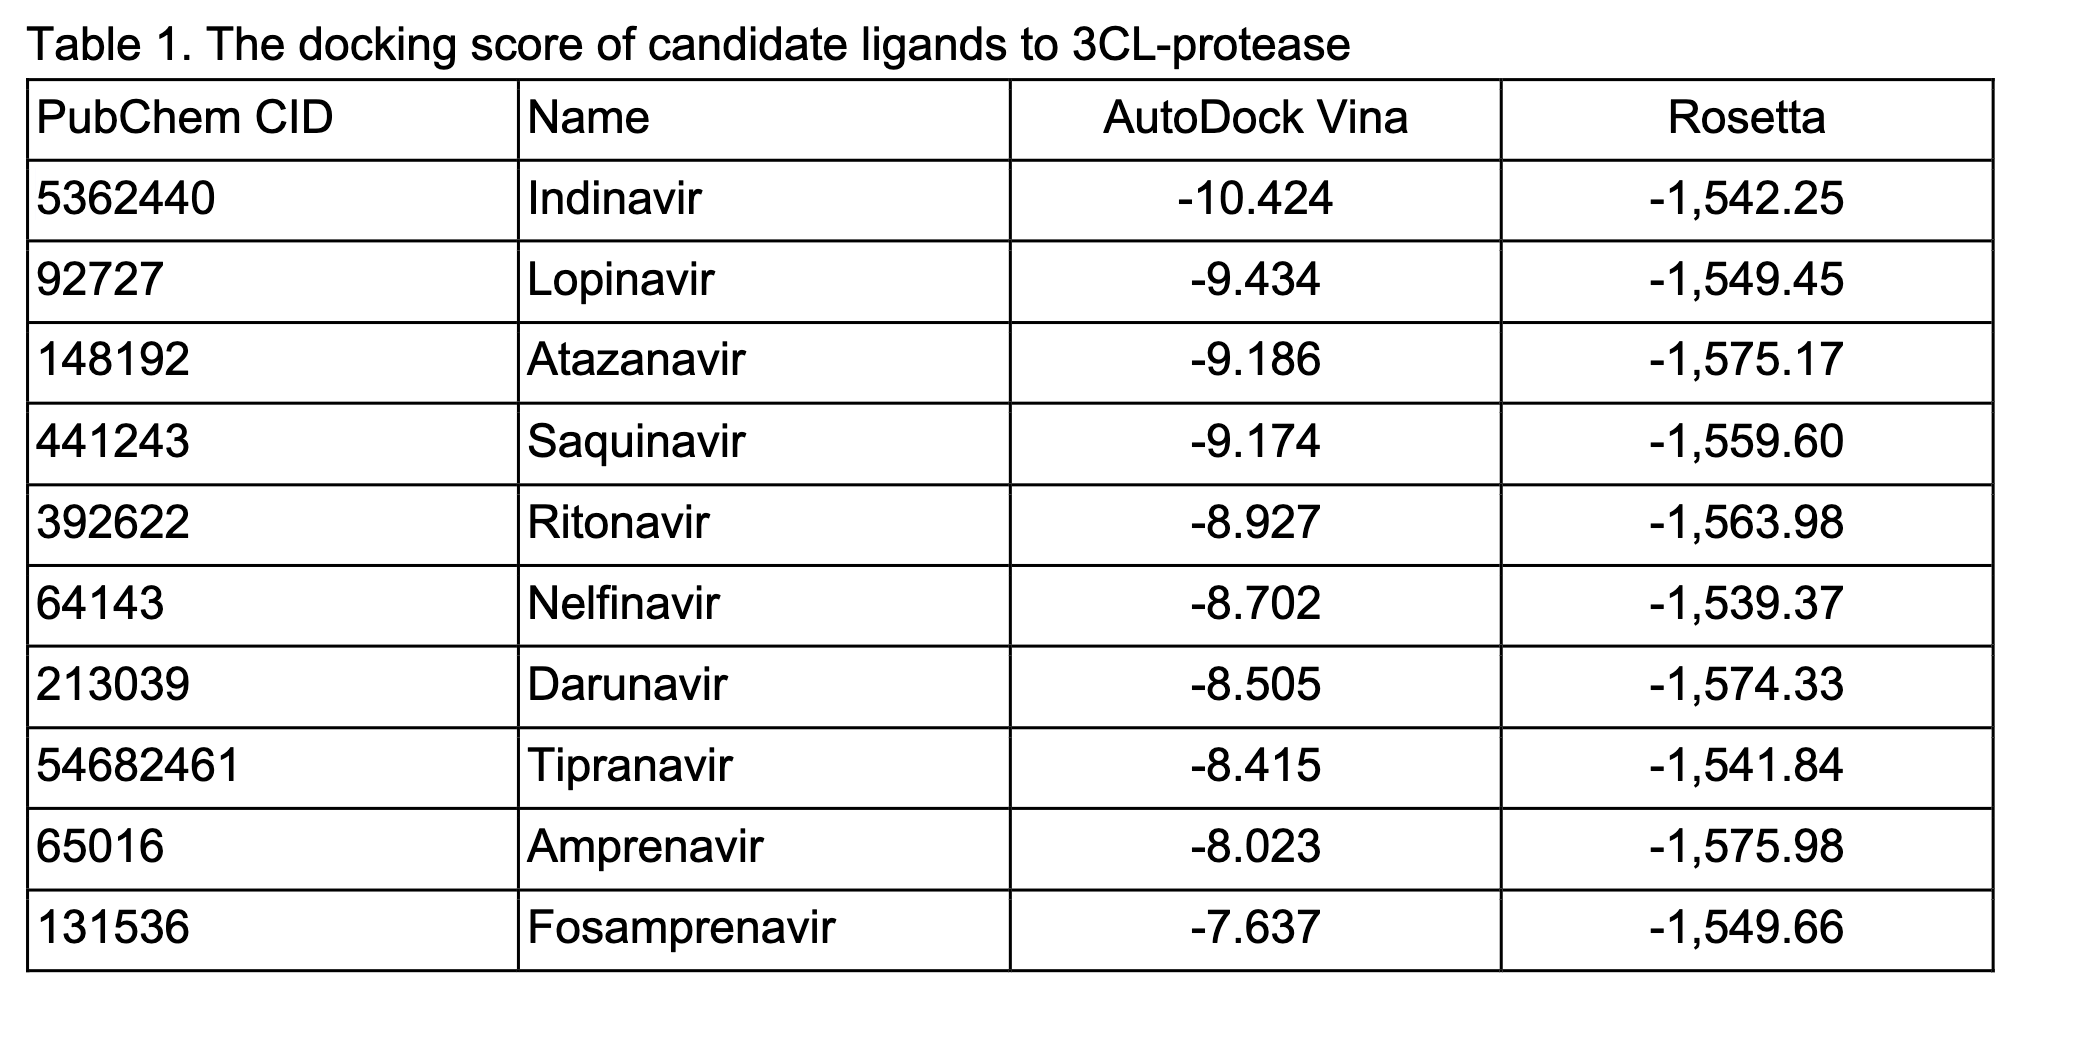 Table 1. The docking score of candidate ligands to 3CL-protease
PubChem CID Name AutoDock Vina Rosetta
5362440 Indinavir -10.424 -1,542.25
92727 Lopinavir -9.434 -1,549.45
148192 Atazanavir -9.186 -1,575.17
441243 Saquinavir -9.174 -1,559.60
392622 Ritonavir -8.927 -1,563.98
64143 Nelfinavir -8.702 -1,539.37
213039 Darunavir -8.505 -1,574.33
54682461 Tipranavir -8.415 -1,541.84
65016 Amprenavir -8.023 -1,575.98
131536 Fosamprenavir -7.637 -1,549.66